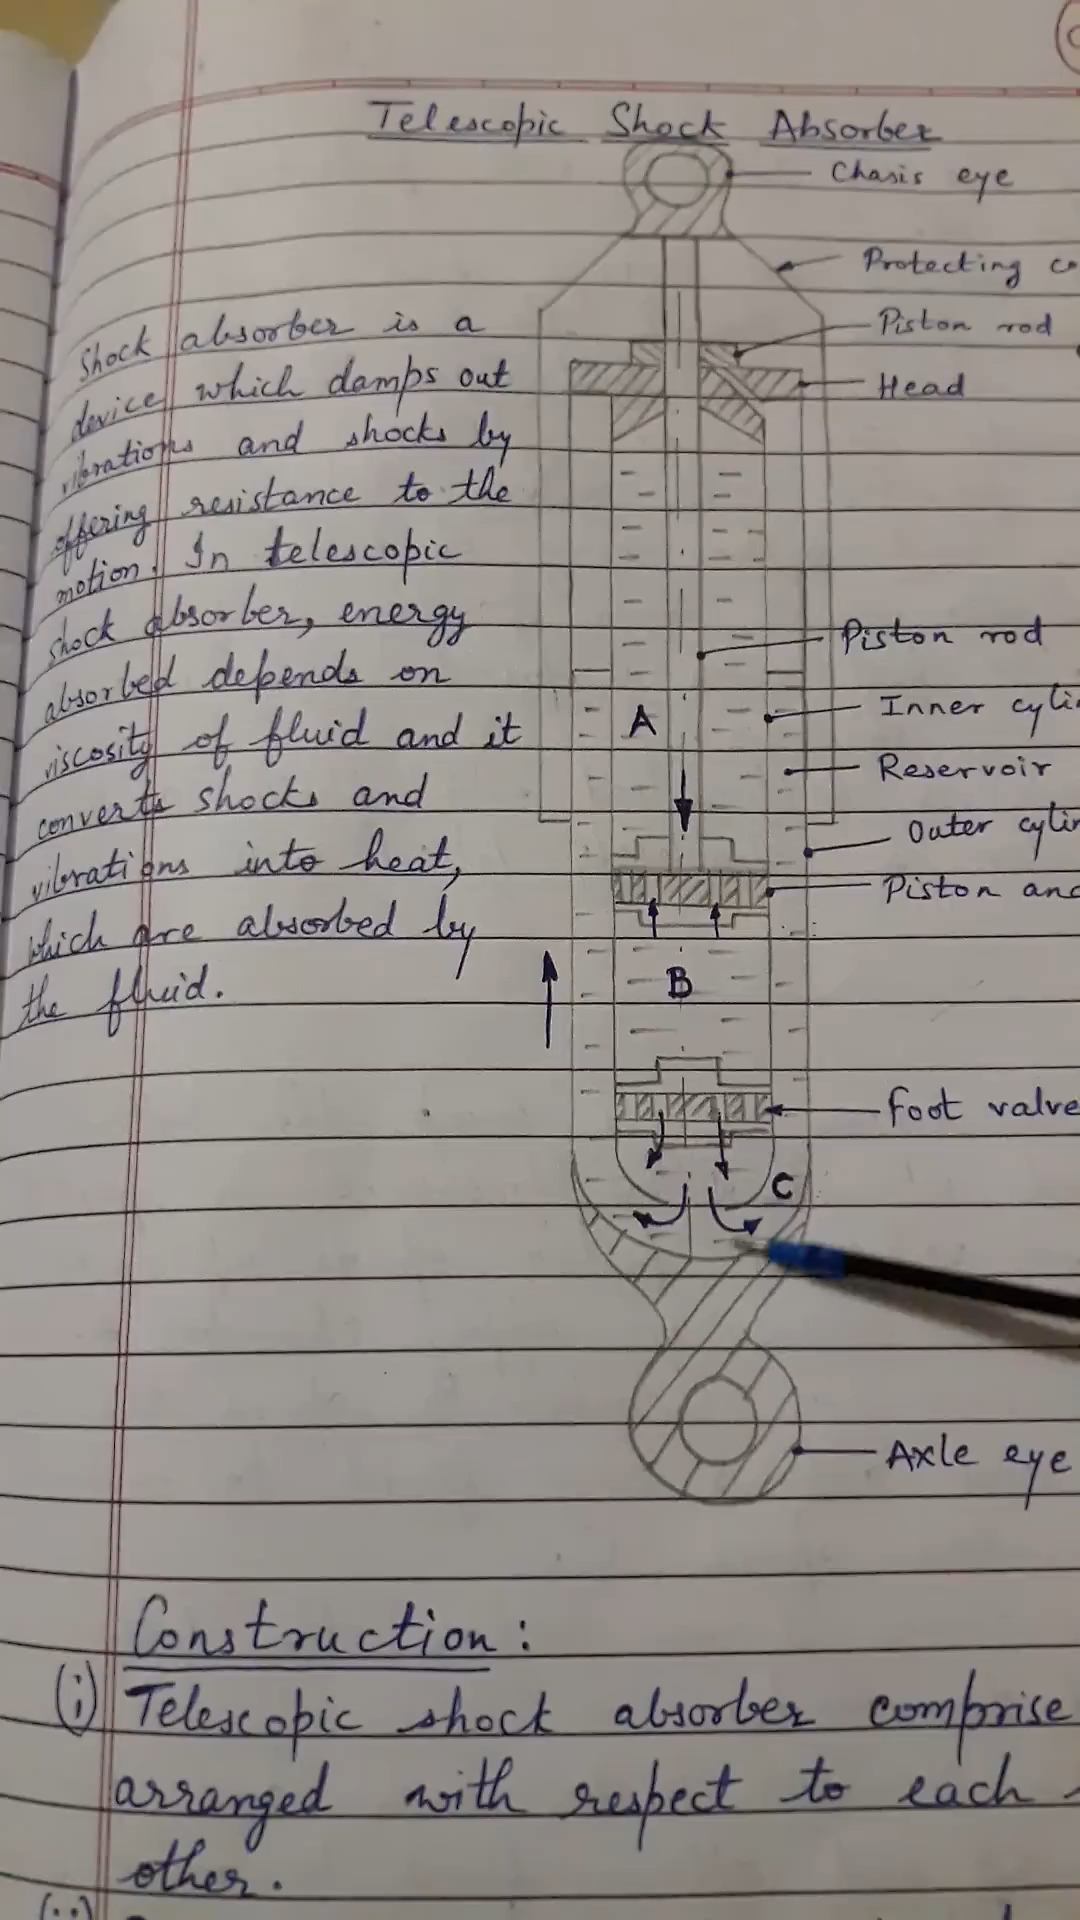 Telescopic Shock Absorber
Chasis eye
Protecting
Piston rod
Head
Shock absorber is a
device which damps out
vibrations and shocks by
offering resistance to the
motion. In telescopic
shock absorber, energy
absorbed depends on
viscosity of fluid and it
converts shocks and
vibrations into heat,
which are absorbed by
the fluid.
Piston rod
A
Inner
Reservoir
Outer
Piston and
B
Foot valve
C
Axle eye
Construction:
(i) Telescopic shock absorber comprise
arranged with respect to each
other.
(ii)